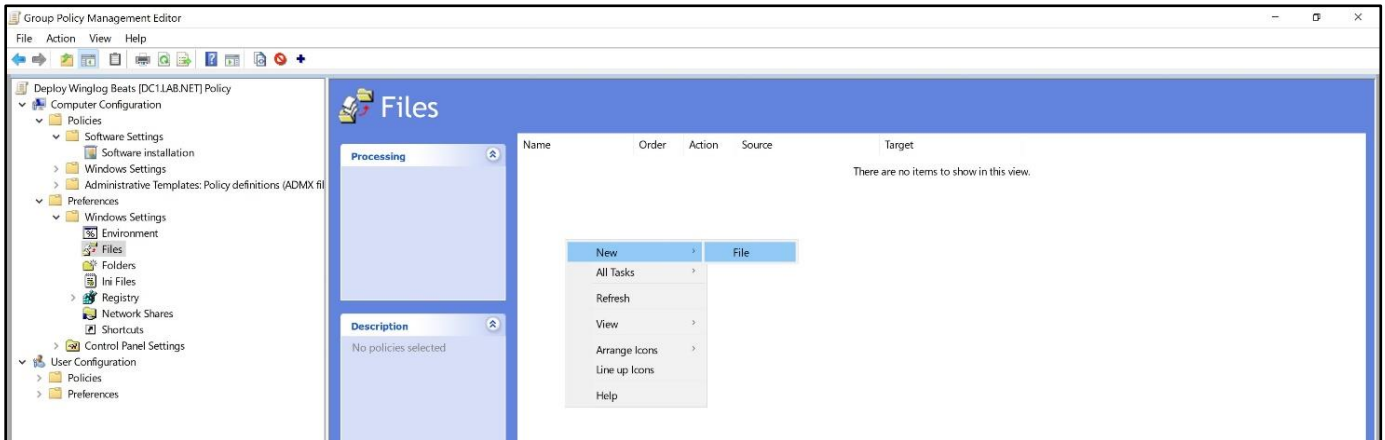 Group Policy Management Editor
File Action View Help
Deploy Winglog Beats [DC1.LAB.NET] Policy
Computer Configuration
Policies
Software Settings
Software installation
Windows Settings
Administrative Templates: Policy definitions (ADMX fil
Preferences
Windows Settings
Environment
Files
Folders
Ini Files
Registry
Network Shares
Shortcuts
Control Panel Settings
User Configuration
Policies
Preferences
Files
Processing
Description
No policies selected
Name Order Action Source Target
There are no items to show in this view.
New File
All Tasks
Refresh
View
Arrange Icons
Line up Icons
Help